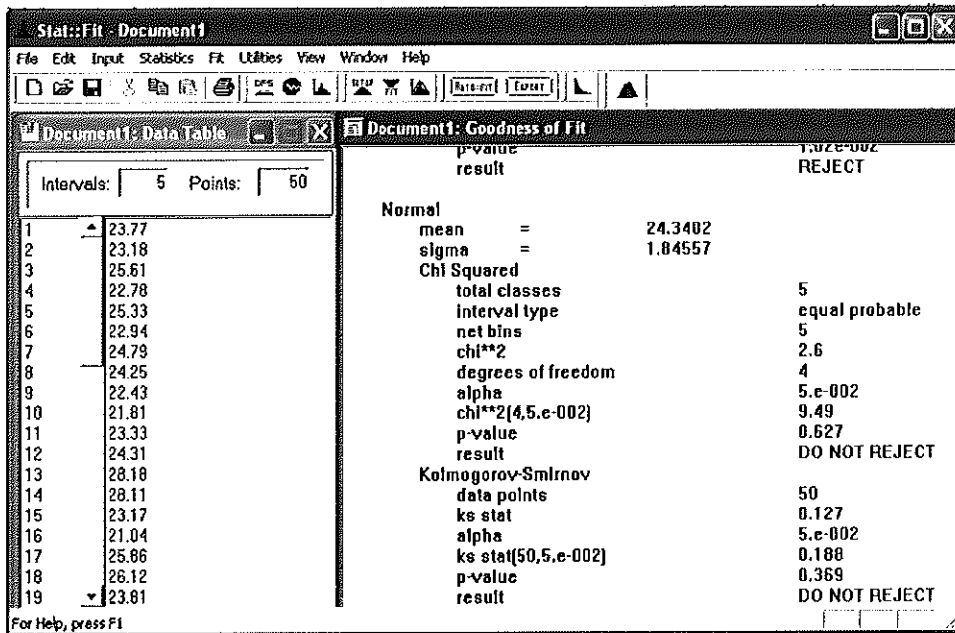 Stat::Fit - Document1
File Edit Input Statistics Fit Utilities View Window Help
AUTO::FIT EXPERT
Document1: Data Table
Intervals: 5 Points: 50
1 23.77
2 23.18
3 25.61
4 22.78
5 25.33
6 22.94
7 24.79
8 24.25
9 22.43
10 21.81
11 23.33
12 24.31
13 28.18
14 28.11
15 23.17
16 21.04
17 25.86
18 26.12
19 23.81
Document1: Goodness of Fit
p-value 1.02e-002
result REJECT
Normal
mean = 24.3402
sigma = 1.84557
Chi Squared
total classes 5
interval type equal probable
net bins 5
chi**2 2.6
degrees of freedom 4
alpha 5.e-002
chi**2(4,5.e-002) 9.49
p-value 0.627
result DO NOT REJECT
Kolmogorov-Smirnov
data points 50
ks stat 0.127
alpha 5.e-002
ks stat(50,5.e-002) 0.188
p-value 0.369
result DO NOT REJECT
For Help, press F1